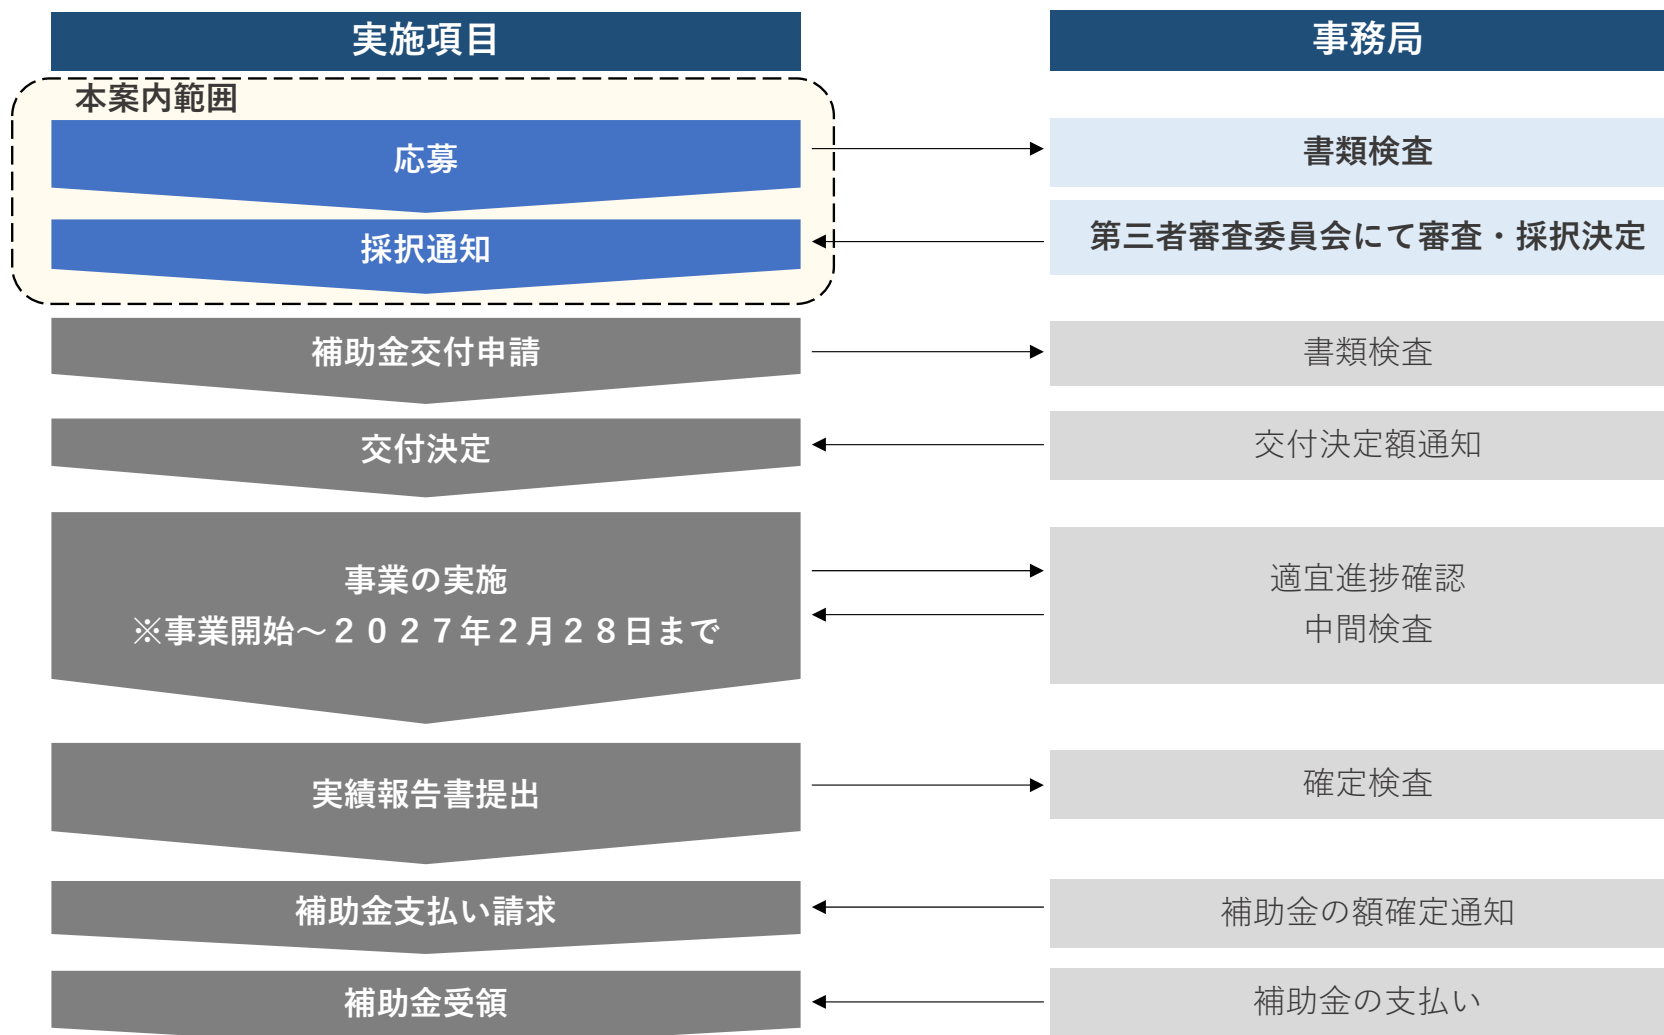 実施項目
事務局
本案内範囲
応募
書類検査
採択通知
第三者審査委員会にて審査・採択決定
補助金交付申請
書類検査
交付決定
交付決定額通知
事業の実施
※事業開始～２０２７年２月２８日まで
適宜進捗確認
中間検査
実績報告書提出
確定検査
補助金支払い請求
補助金の額確定通知
補助金受領
補助金の支払い